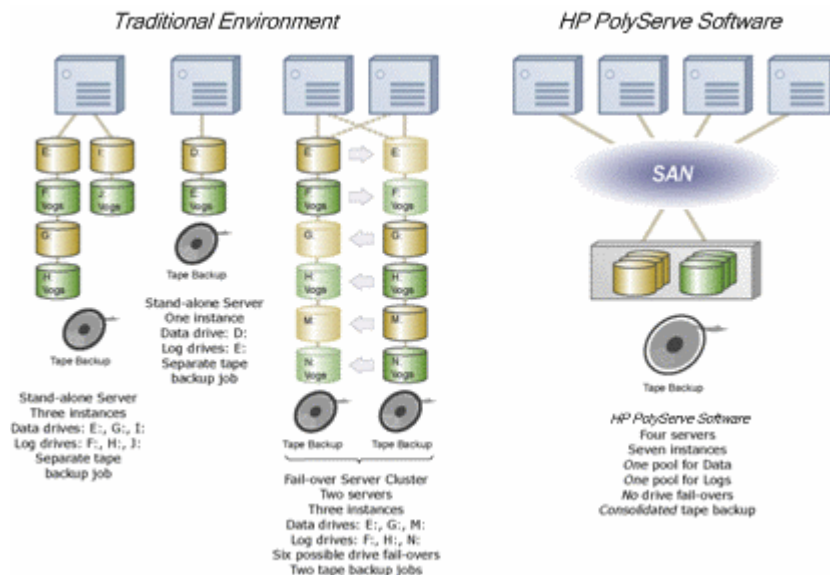 Traditional Environment
HP PolyServe Software
E:
I:
F:
\logs
J:
\logs
G:
H:
\logs
Tape Backup
Stand-alone Server
Three instances
Data drives: E:, G:, I:
Log drives: F:, H:, J:
Separate tape
backup job
D:
E:
\logs
Tape Backup
Stand-alone Server
One instance
Data drive: D:
Log drives: E:
Separate tape
backup job
E:
E:
F:
\logs
F:
\logs
G:
G:
H:
\logs
H:
\logs
M:
M:
N:
\logs
N:
\logs
Tape Backup
Tape Backup
Fail-over Server Cluster
Two servers
Three instances
Data drives: E:, G:, M:
Log drives: F:, H:, N:
Six possible drive fail-overs
Two tape backup jobs
SAN
Tape Backup
HP PolyServe Software
Four servers
Seven instances
One pool for Data
One pool for Logs
No drive fail-overs
Consolidated tape backup